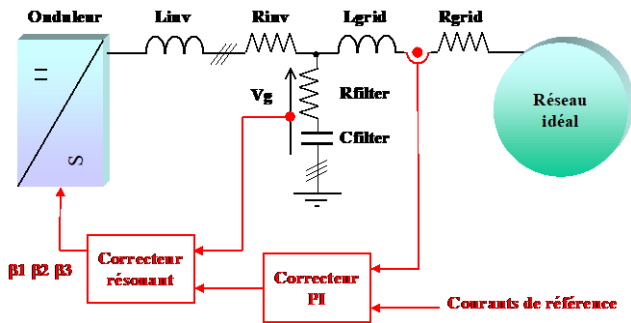 Onduleur
Linv
Rinv
Lgrid
Rgrid
=
S
Vg
Rfilter
Cfilter
Réseau
idéal
β1 β2 β3
Correcteur
résonant
Correcteur
PI
Courants de référence